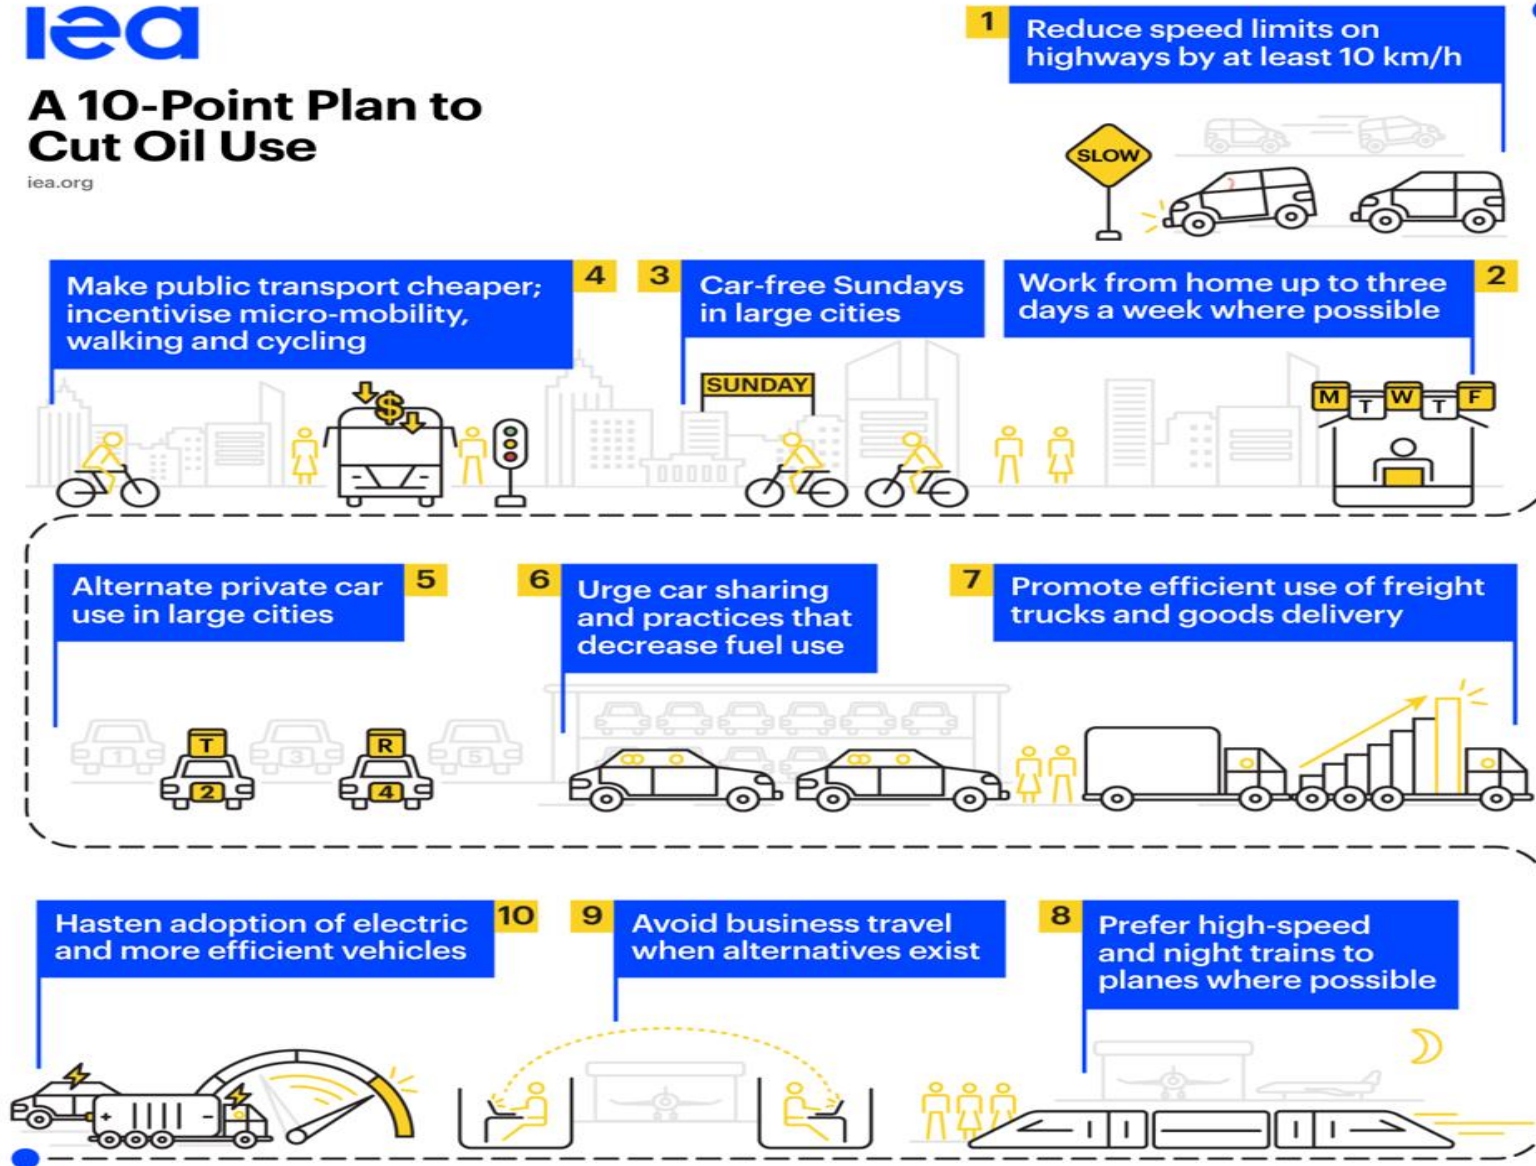 iea
A 10-Point Plan to
Cut Oil Use
iea.org
1
Reduce speed limits on
highways by at least 10 km/h
SLOW
2
Work from home up to three
days a week where possible
M T W T F
3
Car-free Sundays
in large cities
SUNDAY
4
Make public transport cheaper;
incentivise micro-mobility,
walking and cycling
$
5
Alternate private car
use in large cities
T
R
1
2
3
4
5
6
Urge car sharing
and practices that
decrease fuel use
7
Promote efficient use of freight
trucks and goods delivery
8
Prefer high-speed
and night trains to
planes where possible
9
Avoid business travel
when alternatives exist
10
Hasten adoption of electric
and more efficient vehicles
+ -